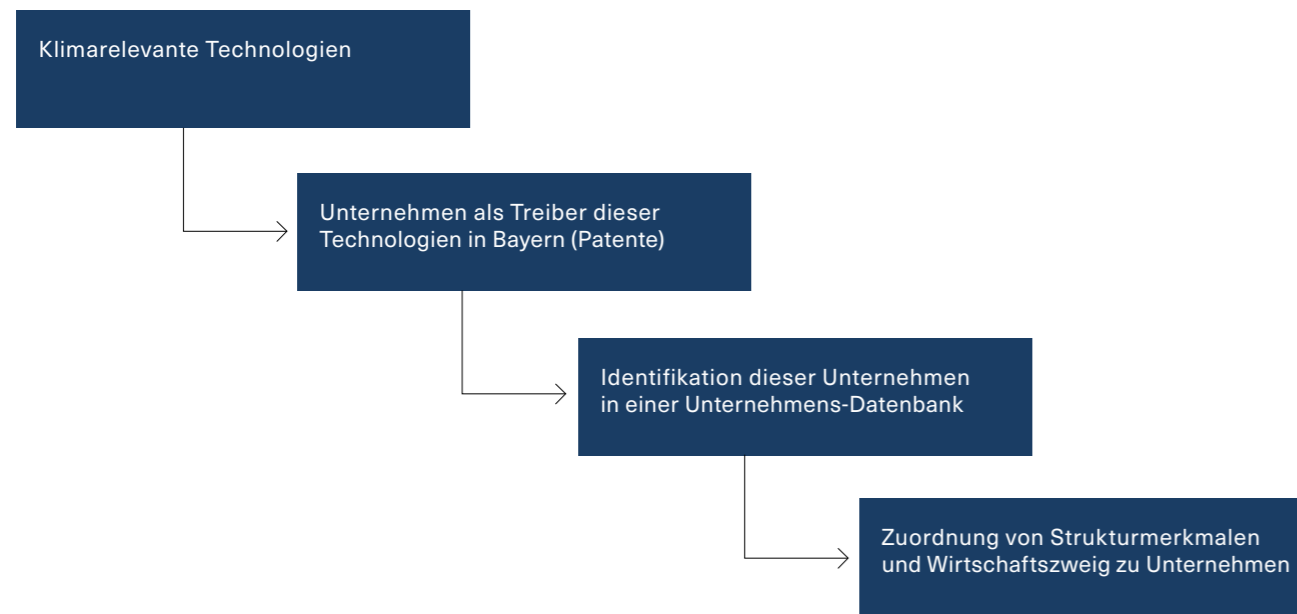 Klimarelevante Technologien
Unternehmen als Treiber dieser
Technologien in Bayern (Patente)
Identifikation dieser Unternehmen
in einer Unternehmens-Datenbank
Zuordnung von Strukturmerkmalen
und Wirtschaftszweig zu Unternehmen